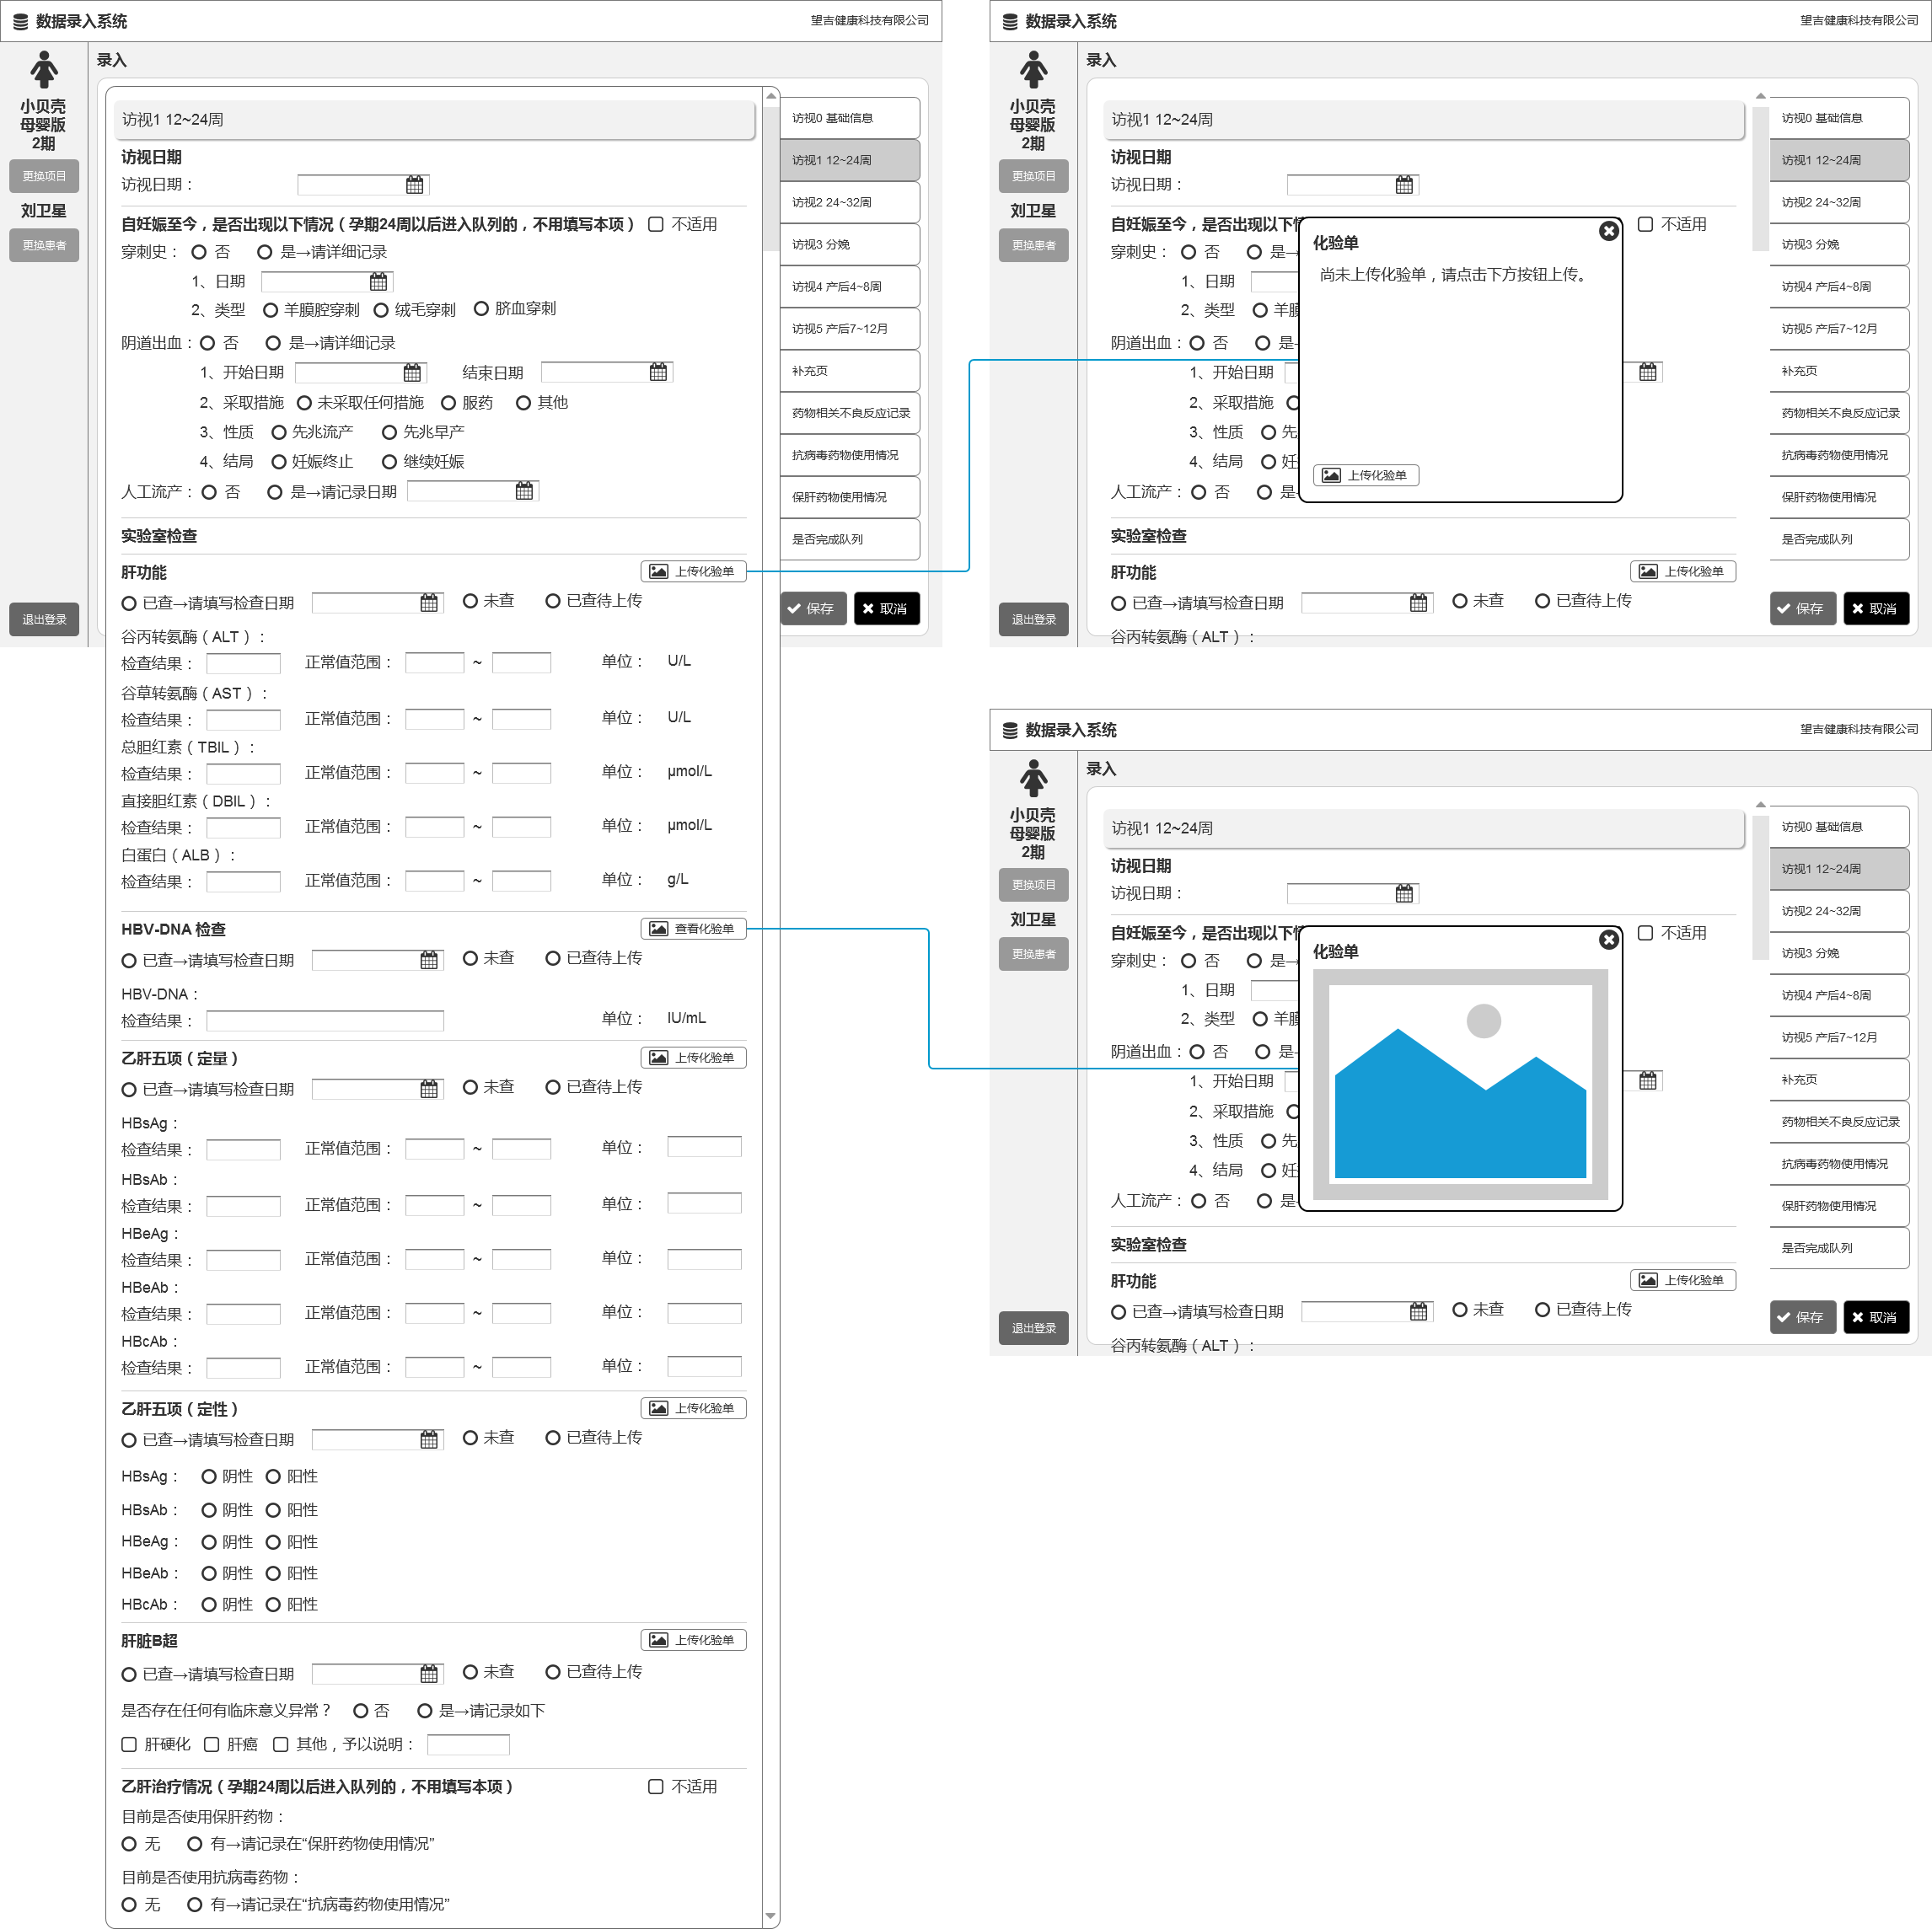 数据录入系统
望吉健康科技有限公司
小贝壳
母婴版
2期
更换项目
刘卫星
更换患者
退出登录
录入
访视1 12~24周
访视日期
访视日期：
自妊娠至今，是否出现以下情况（孕期24周以后进入队列的，不用填写本项） 不适用
穿刺史： 否 是→请详细记录
1、日期
2、类型 羊膜腔穿刺 绒毛穿刺 脐血穿刺
阴道出血： 否 是→请详细记录
1、开始日期 结束日期
2、采取措施 未采取任何措施 服药 其他
3、性质 先兆流产 先兆早产
4、结局 妊娠终止 继续妊娠
人工流产： 否 是→请记录日期
实验室检查
肝功能 上传化验单
已查→请填写检查日期 未查 已查待上传
谷丙转氨酶（ALT）：
检查结果： 正常值范围： ~ 单位： U/L
谷草转氨酶（AST）：
检查结果： 正常值范围： ~ 单位： U/L
总胆红素（TBIL）：
检查结果： 正常值范围： ~ 单位： μmol/L
直接胆红素（DBIL）：
检查结果： 正常值范围： ~ 单位： μmol/L
白蛋白（ALB）：
检查结果： 正常值范围： ~ 单位： g/L
HBV-DNA 检查 查看化验单
已查→请填写检查日期 未查 已查待上传
HBV-DNA：
检查结果： 单位： IU/mL
乙肝五项（定量） 上传化验单
已查→请填写检查日期 未查 已查待上传
HBsAg：
检查结果： 正常值范围： ~ 单位：
HBsAb：
检查结果： 正常值范围： ~ 单位：
HBeAg：
检查结果： 正常值范围： ~ 单位：
HBeAb：
检查结果： 正常值范围： ~ 单位：
HBcAb：
检查结果： 正常值范围： ~ 单位：
乙肝五项（定性） 上传化验单
已查→请填写检查日期 未查 已查待上传
HBsAg： 阴性 阳性
HBsAb： 阴性 阳性
HBeAg： 阴性 阳性
HBeAb： 阴性 阳性
HBcAb： 阴性 阳性
肝脏B超 上传化验单
已查→请填写检查日期 未查 已查待上传
是否存在任何有临床意义异常？ 否 是→请记录如下
肝硬化 肝癌 其他，予以说明：
乙肝治疗情况（孕期24周以后进入队列的，不用填写本项） 不适用
目前是否使用保肝药物：
无 有→请记录在“保肝药物使用情况”
目前是否使用抗病毒药物：
无 有→请记录在“抗病毒药物使用情况”
访视0 基础信息
访视1 12~24周
访视2 24~32周
访视3 分娩
访视4 产后4~8周
访视5 产后7~12月
补充页
药物相关不良反应记录
抗病毒药物使用情况
保肝药物使用情况
是否完成队列
保存 取消
数据录入系统
望吉健康科技有限公司
小贝壳
母婴版
2期
更换项目
刘卫星
更换患者
退出登录
录入
访视1 12~24周
访视日期
访视日期：
自妊娠至今，是否出现以下情 不适用
穿刺史： 否 是→
1、日期
2、类型 羊膜
阴道出血： 否 是→
1、开始日期
2、采取措施
3、性质 先
4、结局 妊
人工流产： 否 是
化验单
尚未上传化验单，请点击下方按钮上传。
上传化验单
实验室检查
肝功能 上传化验单
已查→请填写检查日期 未查 已查待上传
谷丙转氨酶（ALT）：
访视0 基础信息
访视1 12~24周
访视2 24~32周
访视3 分娩
访视4 产后4~8周
访视5 产后7~12月
补充页
药物相关不良反应记录
抗病毒药物使用情况
保肝药物使用情况
是否完成队列
保存 取消
数据录入系统
望吉健康科技有限公司
小贝壳
母婴版
2期
更换项目
刘卫星
更换患者
退出登录
录入
访视1 12~24周
访视日期
访视日期：
自妊娠至今，是否出现以下情 不适用
穿刺史： 否 是→
1、日期
2、类型 羊膜
阴道出血： 否 是→
1、开始日期
2、采取措施
3、性质 先
4、结局 妊
人工流产： 否 是
化验单
实验室检查
肝功能 上传化验单
已查→请填写检查日期 未查 已查待上传
谷丙转氨酶（ALT）：
访视0 基础信息
访视1 12~24周
访视2 24~32周
访视3 分娩
访视4 产后4~8周
访视5 产后7~12月
补充页
药物相关不良反应记录
抗病毒药物使用情况
保肝药物使用情况
是否完成队列
保存 取消